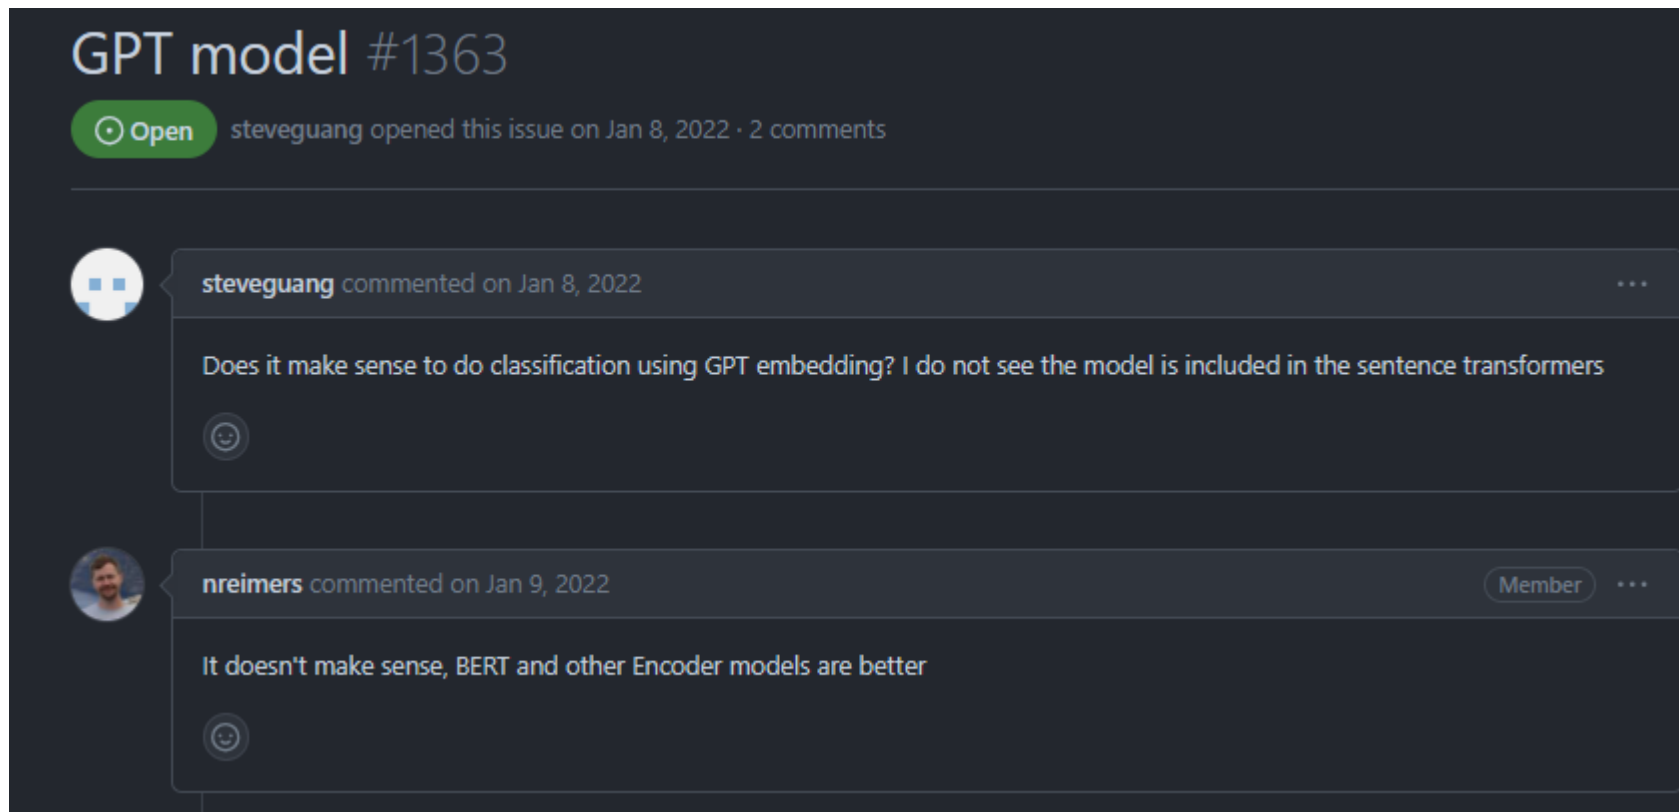 GPT model #1363
Open steveguang opened this issue on Jan 8, 2022 · 2 comments
steveguang commented on Jan 8, 2022
Does it make sense to do classification using GPT embedding? I do not see the model is included in the sentence transformers
nreimers commented on Jan 9, 2022 Member
It doesn't make sense, BERT and other Encoder models are better